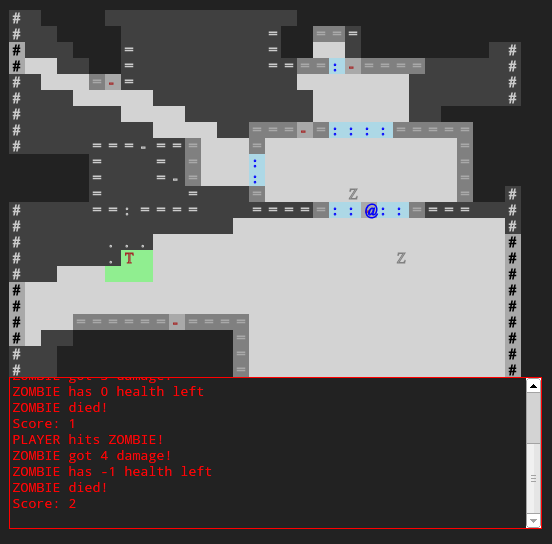 ZOMBIE got 5 damage!
ZOMBIE has 0 health left
ZOMBIE died!
Score: 1
PLAYER hits ZOMBIE!
ZOMBIE got 4 damage!
ZOMBIE has -1 health left
ZOMBIE died!
Score: 2